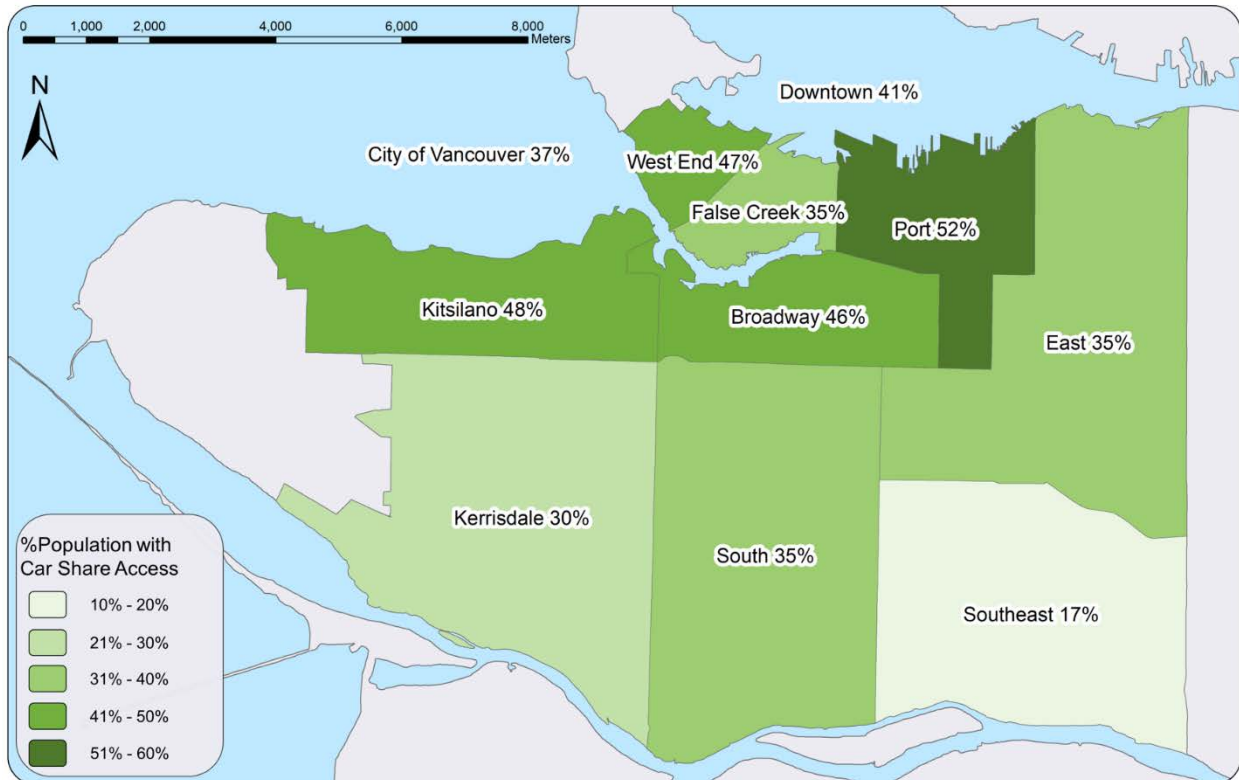 0 1,000 2,000 4,000 6,000 8,000
Meters
N
Downtown 41%
City of Vancouver 37%
West End 47%
False Creek 35%
Port 52%
Kitsilano 48%
Broadway 46%
East 35%
Kerrisdale 30%
South 35%
Southeast 17%
%Population with
Car Share Access
10% - 20%
21% - 30%
31% - 40%
41% - 50%
51% - 60%